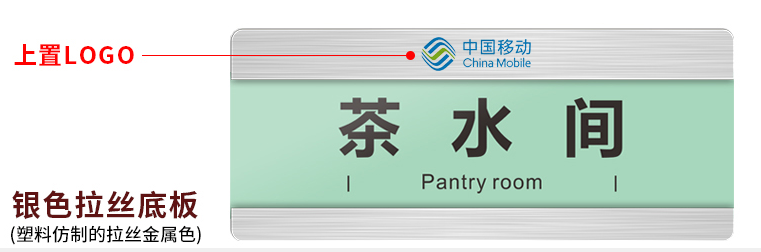 上置LOGO
中国移动
China Mobile
茶水间
| Pantry room |
银色拉丝底板
(塑料仿制的拉丝金属色)